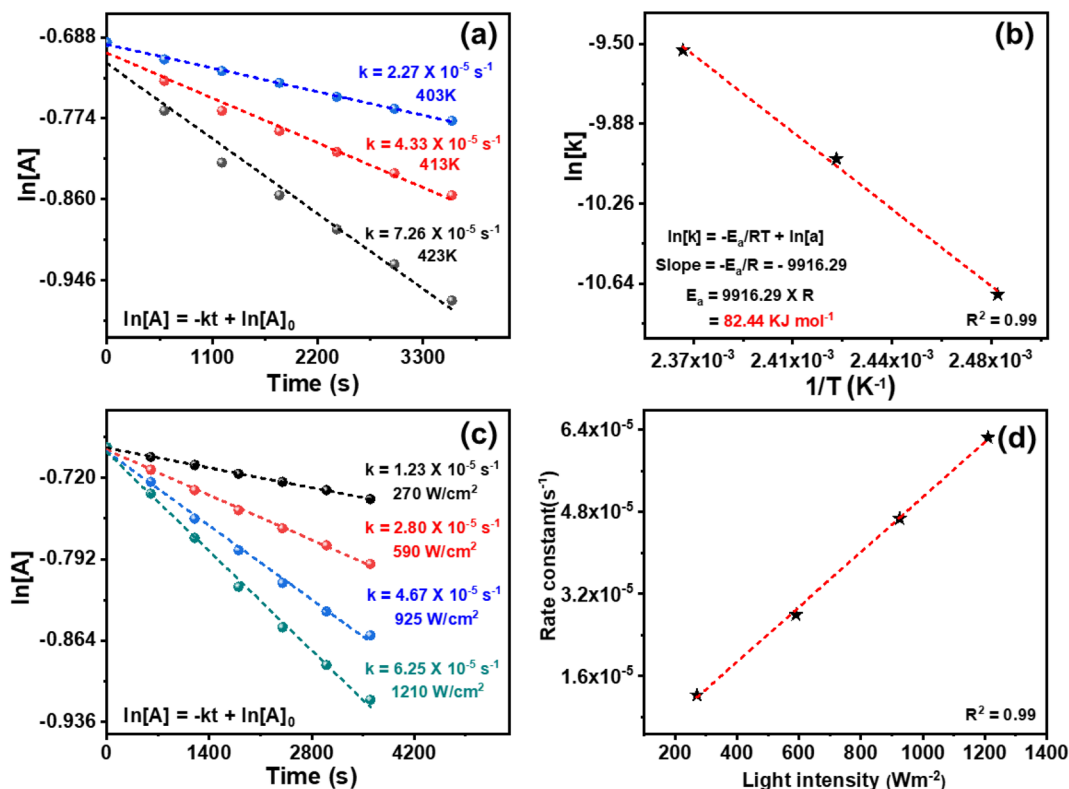 (a)
ln[A]
-0.688
-0.774
-0.860
-0.946
k = 2.27 X 10⁻⁵ s⁻¹
403K
k = 4.33 X 10⁻⁵ s⁻¹
413K
k = 7.26 X 10⁻⁵ s⁻¹
423K
ln[A] = -kt + ln[A]₀
0 1100 2200 3300
Time (s)
(b)
ln[k]
-9.50
-9.88
-10.26
-10.64
ln[k] = -Eₐ/RT + ln[a]
Slope = -Eₐ/R = - 9916.29
Eₐ = 9916.29 X R
= 82.44 KJ mol⁻¹
R² = 0.99
2.37x10⁻³ 2.41x10⁻³ 2.44x10⁻³ 2.48x10⁻³
1/T (K⁻¹)
(c)
ln[A]
-0.720
-0.792
-0.864
-0.936
k = 1.23 X 10⁻⁵ s⁻¹
270 W/cm²
k = 2.80 X 10⁻⁵ s⁻¹
590 W/cm²
k = 4.67 X 10⁻⁵ s⁻¹
925 W/cm²
k = 6.25 X 10⁻⁵ s⁻¹
1210 W/cm²
ln[A] = -kt + ln[A]₀
0 1400 2800 4200
Time (s)
(d)
Rate constant(s⁻¹)
6.4x10⁻⁵
4.8x10⁻⁵
3.2x10⁻⁵
1.6x10⁻⁵
R² = 0.99
200 400 600 800 1000 1200 1400
Light intensity (Wm⁻²)